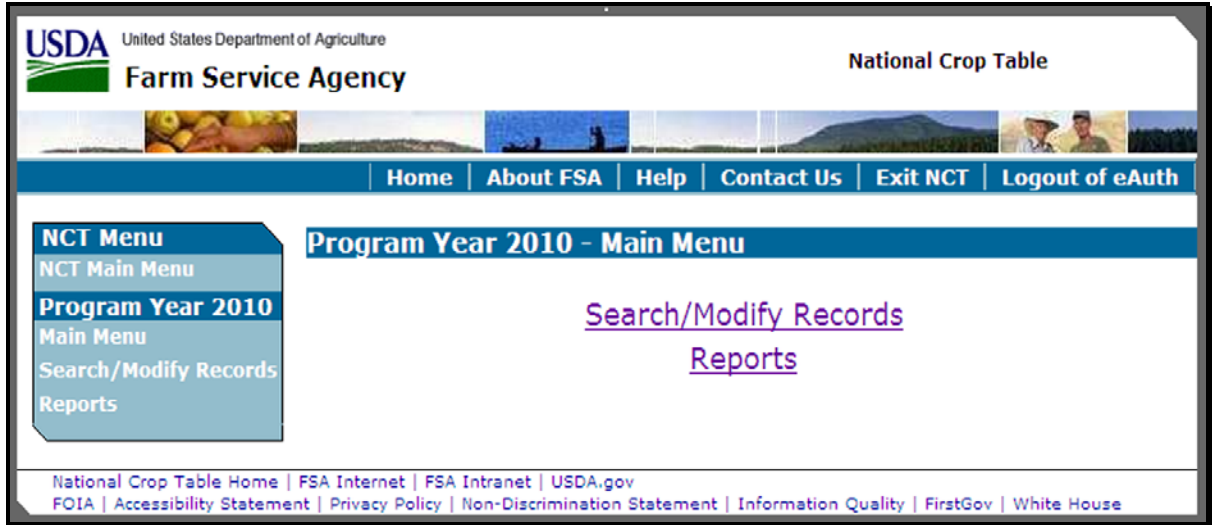 USDA United States Department of Agriculture
Farm Service Agency
National Crop Table
Home | About FSA | Help | Contact Us | Exit NCT | Logout of eAuth
NCT Menu
NCT Main Menu
Program Year 2010
Main Menu
Search/Modify Records
Reports
Program Year 2010 - Main Menu
Search/Modify Records
Reports
National Crop Table Home | FSA Internet | FSA Intranet | USDA.gov
FOIA | Accessibility Statement | Privacy Policy | Non-Discrimination Statement | Information Quality | FirstGov | White House